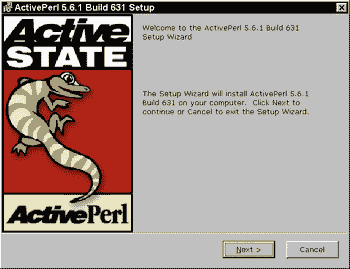 ActivePerl 5.6.1 Build 631 Setup
Active
STATE
ActivePerl
Welcome to the ActivePerl 5.6.1 Build 631
Setup Wizard
The Setup Wizard will install ActivePerl 5.6.1
Build 631 on your computer. Click Next to
continue or Cancel to exit the Setup Wizard.
Next >
Cancel